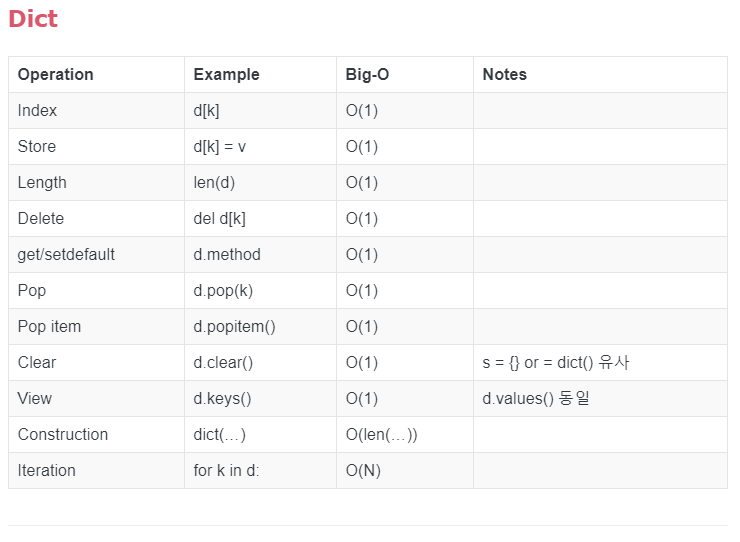 Dict
Operation Example Big-O Notes
Index d[k] O(1)
Store d[k] = v O(1)
Length len(d) O(1)
Delete del d[k] O(1)
get/setdefault d.method O(1)
Pop d.pop(k) O(1)
Pop item d.popitem() O(1)
Clear d.clear() O(1) s = {} or = dict() 유사
View d.keys() O(1) d.values() 동일
Construction dict(…) O(len(…))
Iteration for k in d: O(N)